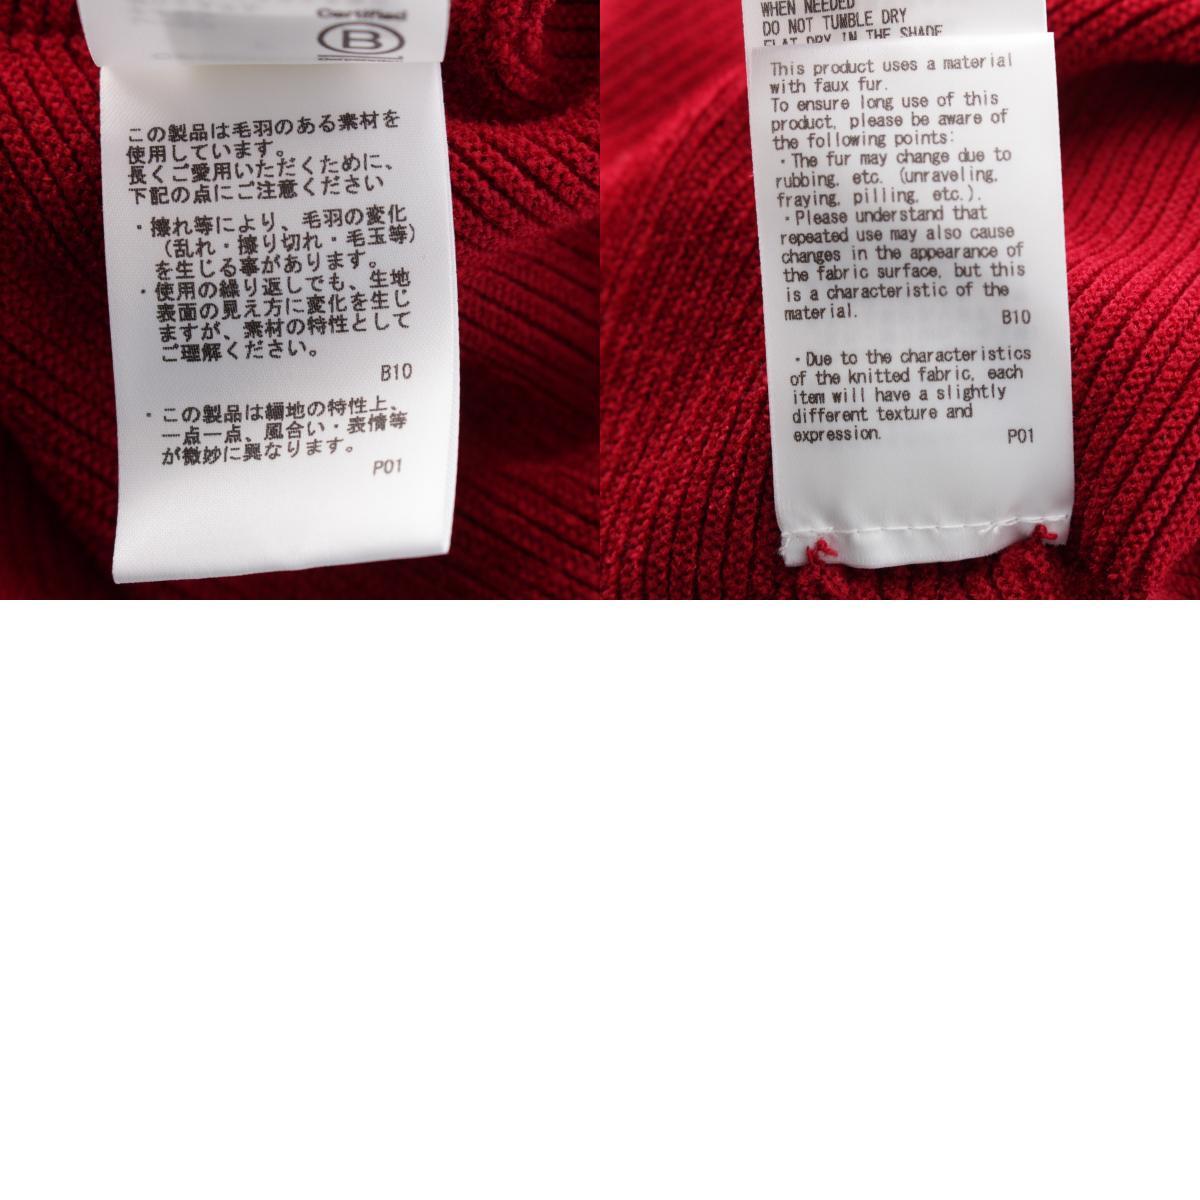 Certified
B
この製品は毛羽のある素材を
使用しています。
長くご愛用いただくために、
下記の点にご注意ください
・擦れ等により、毛羽の変化
（乱れ・擦り切れ・毛玉等）
を生じる事があります。
・使用の繰り返しでも、生地
表面の見え方に変化を生じ
ますが、素材の特性として
ご理解ください。
B10
・この製品は編地の特性上、
一点一点、風合い・表情等
が微妙に異なります。
P01
WHEN NEEDED
DO NOT TUMBLE DRY
FLAT DRY IN THE SHADE
This product uses a material
with faux fur.
To ensure long use of this
product, please be aware of
the following points:
・The fur may change due to
rubbing, etc. (unraveling,
fraying, pilling, etc.).
・Please understand that
repeated use may also cause
changes in the appearance of
the fabric surface, but this
is a characteristic of the
material.
B10
・Due to the characteristics
of the knitted fabric, each
item will have a slightly
different texture and
expression.
P01